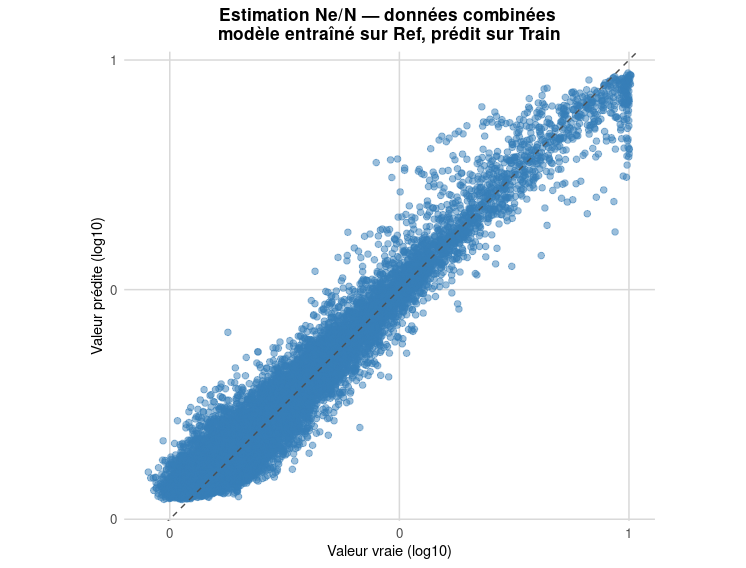 Estimation Ne/N — données combinées
modèle entraîné sur Ref, prédit sur Train
1
0
0
Valeur prédite (log10)
0
0
1
Valeur vraie (log10)